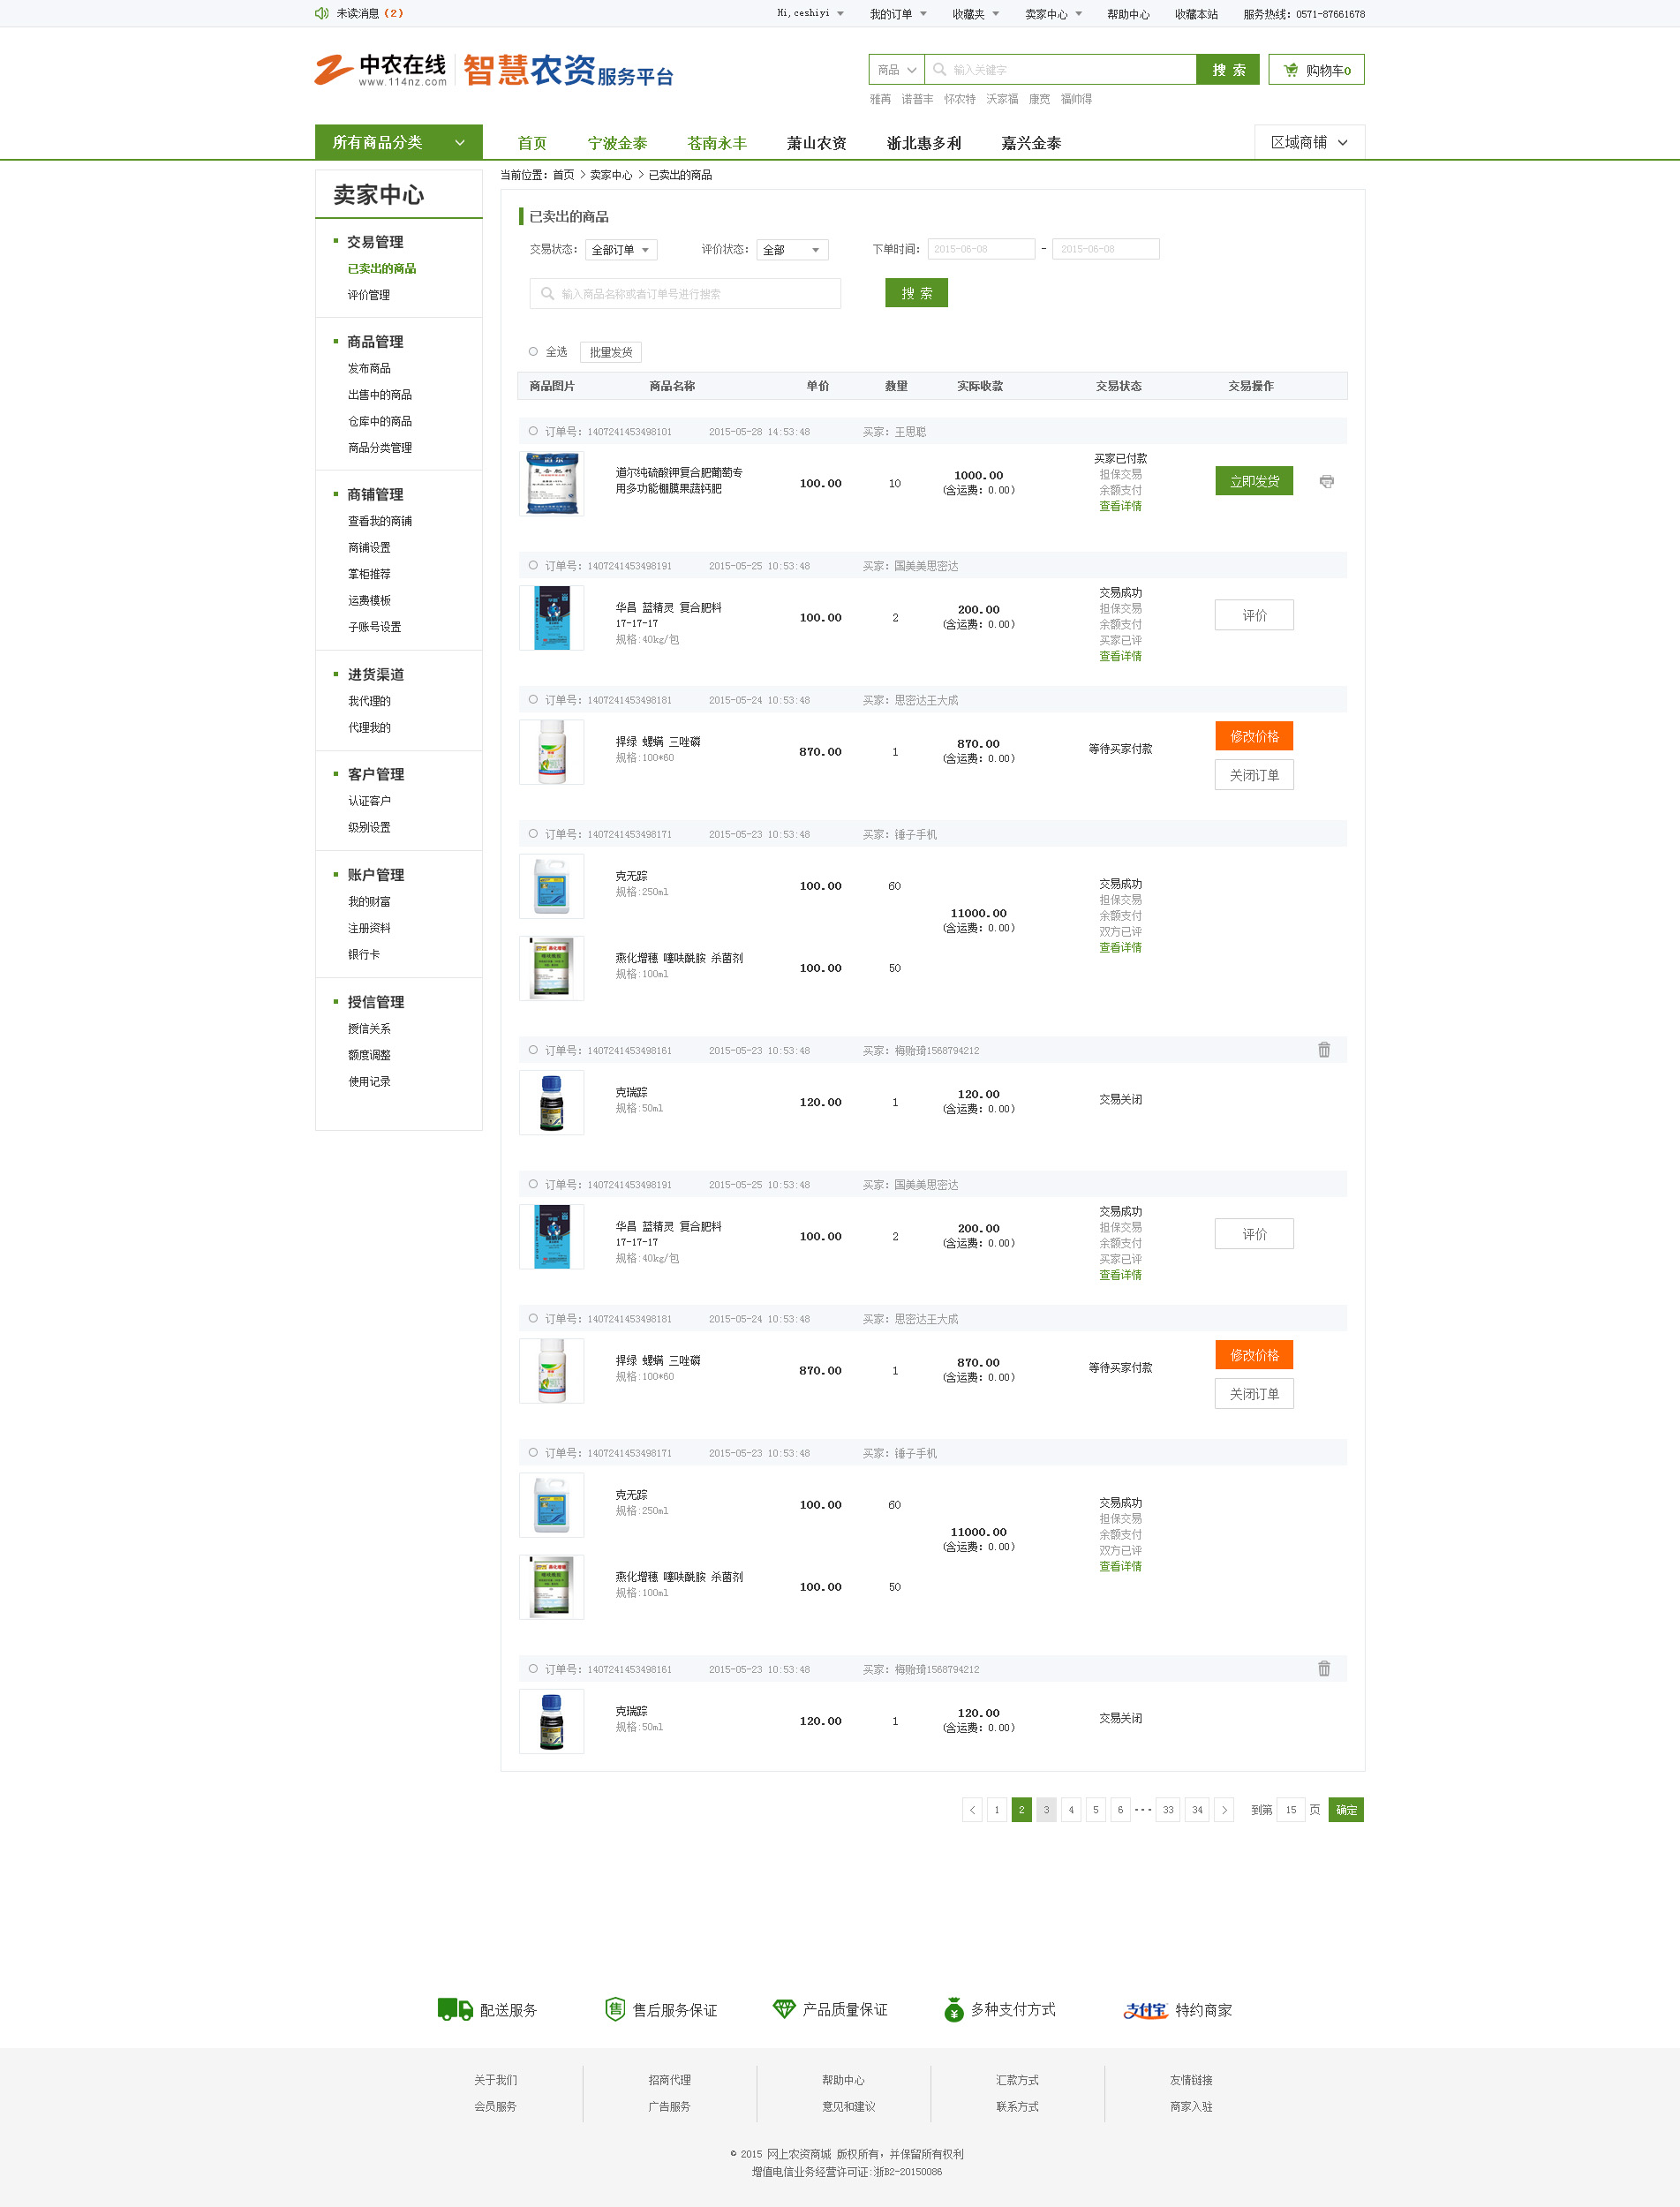 未读消息（2）
Hi,ceshiyi 我的订单 收藏夹 卖家中心 帮助中心 收藏本站 服务热线：0571-87661678
中农在线 www.114nz.com 智慧农资服务平台
商品 输入关键字 搜 索 购物车0
雅苒 诺普丰 怀农特 沃家福 康宽 福帅得
所有商品分类 首页 宁波金泰 苍南永丰 萧山农资 浙北惠多利 嘉兴金泰 区域商铺
卖家中心
交易管理
已卖出的商品
评价管理
商品管理
发布商品
出售中的商品
仓库中的商品
商品分类管理
商铺管理
查看我的商铺
商铺设置
掌柜推荐
运费模板
子账号设置
进货渠道
我代理的
代理我的
客户管理
认证客户
级别设置
账户管理
我的财富
注册资料
银行卡
授信管理
授信关系
额度调整
使用记录
当前位置：首页 > 卖家中心 > 已卖出的商品
已卖出的商品
交易状态：全部订单 评价状态：全部 下单时间：2015-06-08 - 2015-06-08
输入商品名称或者订单号进行搜索 搜 索
全选 批量发货
商品图片 商品名称 单价 数量 实际收款 交易状态 交易操作
订单号：1407241453498101 2015-05-28 14:53:48 买家：王思聪
道尔纯硫酸钾复合肥葡萄专
用多功能棚膜果蔬钙肥
100.00 10 1000.00
(含运费：0.00)
买家已付款
担保交易
余额支付
查看详情
立即发货
订单号：1407241453498191 2015-05-25 10:53:48 买家：国美美思密达
华昌 蓝精灵 复合肥料
17-17-17
规格:40kg/包
100.00 2 200.00
(含运费：0.00)
交易成功
担保交易
余额支付
买家已评
查看详情
评价
订单号：1407241453498181 2015-05-24 10:53:48 买家：思密达王大成
捍绿 螺螨 三唑磷
规格:100*60
870.00 1 870.00
(含运费：0.00)
等待买家付款
修改价格
关闭订单
订单号：1407241453498171 2015-05-23 10:53:48 买家：锤子手机
克无踪
规格:250ml
100.00 60
燕化增穗 噻呋酰胺 杀菌剂
规格:100ml
100.00 50
11000.00
(含运费：0.00)
交易成功
担保交易
余额支付
双方已评
查看详情
订单号：1407241453498161 2015-05-23 10:53:48 买家：梅贻琦1568794212
克瑞踪
规格:50ml
120.00 1 120.00
(含运费：0.00)
交易关闭
订单号：1407241453498191 2015-05-25 10:53:48 买家：国美美思密达
华昌 蓝精灵 复合肥料
17-17-17
规格:40kg/包
100.00 2 200.00
(含运费：0.00)
交易成功
担保交易
余额支付
买家已评
查看详情
评价
订单号：1407241453498181 2015-05-24 10:53:48 买家：思密达王大成
捍绿 螺螨 三唑磷
规格:100*60
870.00 1 870.00
(含运费：0.00)
等待买家付款
修改价格
关闭订单
订单号：1407241453498171 2015-05-23 10:53:48 买家：锤子手机
克无踪
规格:250ml
100.00 60
燕化增穗 噻呋酰胺 杀菌剂
规格:100ml
100.00 50
11000.00
(含运费：0.00)
交易成功
担保交易
余额支付
双方已评
查看详情
订单号：1407241453498161 2015-05-23 10:53:48 买家：梅贻琦1568794212
克瑞踪
规格:50ml
120.00 1 120.00
(含运费：0.00)
交易关闭
< 1 2 3 4 5 6 ··· 33 34 > 到第 15 页 确定
配送服务 售后服务保证 产品质量保证 多种支付方式 支付宝 特约商家
关于我们 招商代理 帮助中心 汇款方式 友情链接
会员服务 广告服务 意见和建议 联系方式 商家入驻
© 2015 网上农资商城 版权所有，并保留所有权利
增值电信业务经营许可证:浙B2-20150086